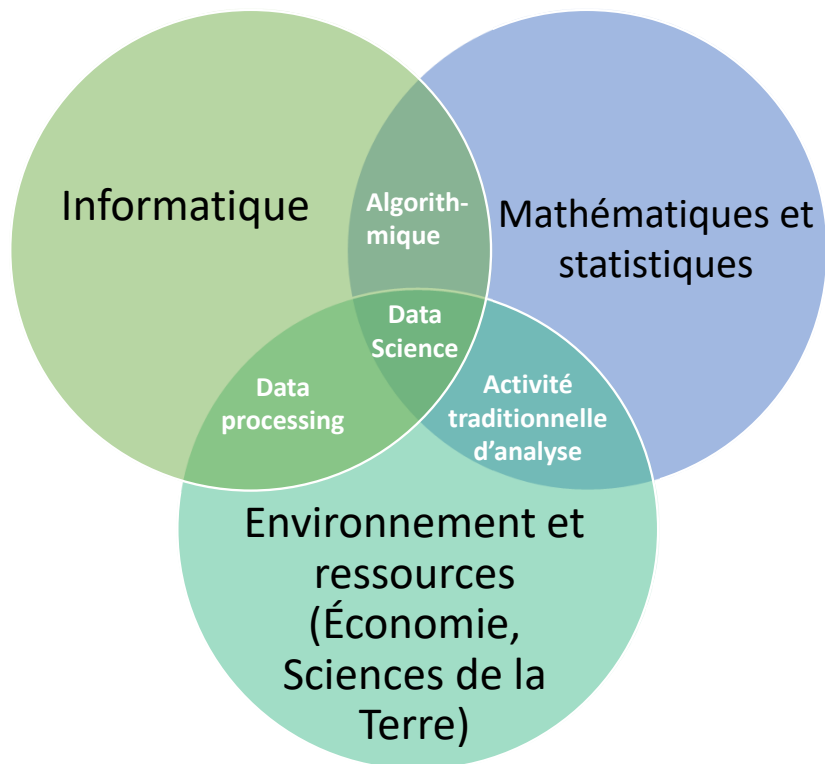 Informatique
Algorith-
mique
Mathématiques et
statistiques
Data
Science
Data
processing
Activité
traditionnelle
d'analyse
Environnement et
ressources
(Économie,
Sciences de la
Terre)